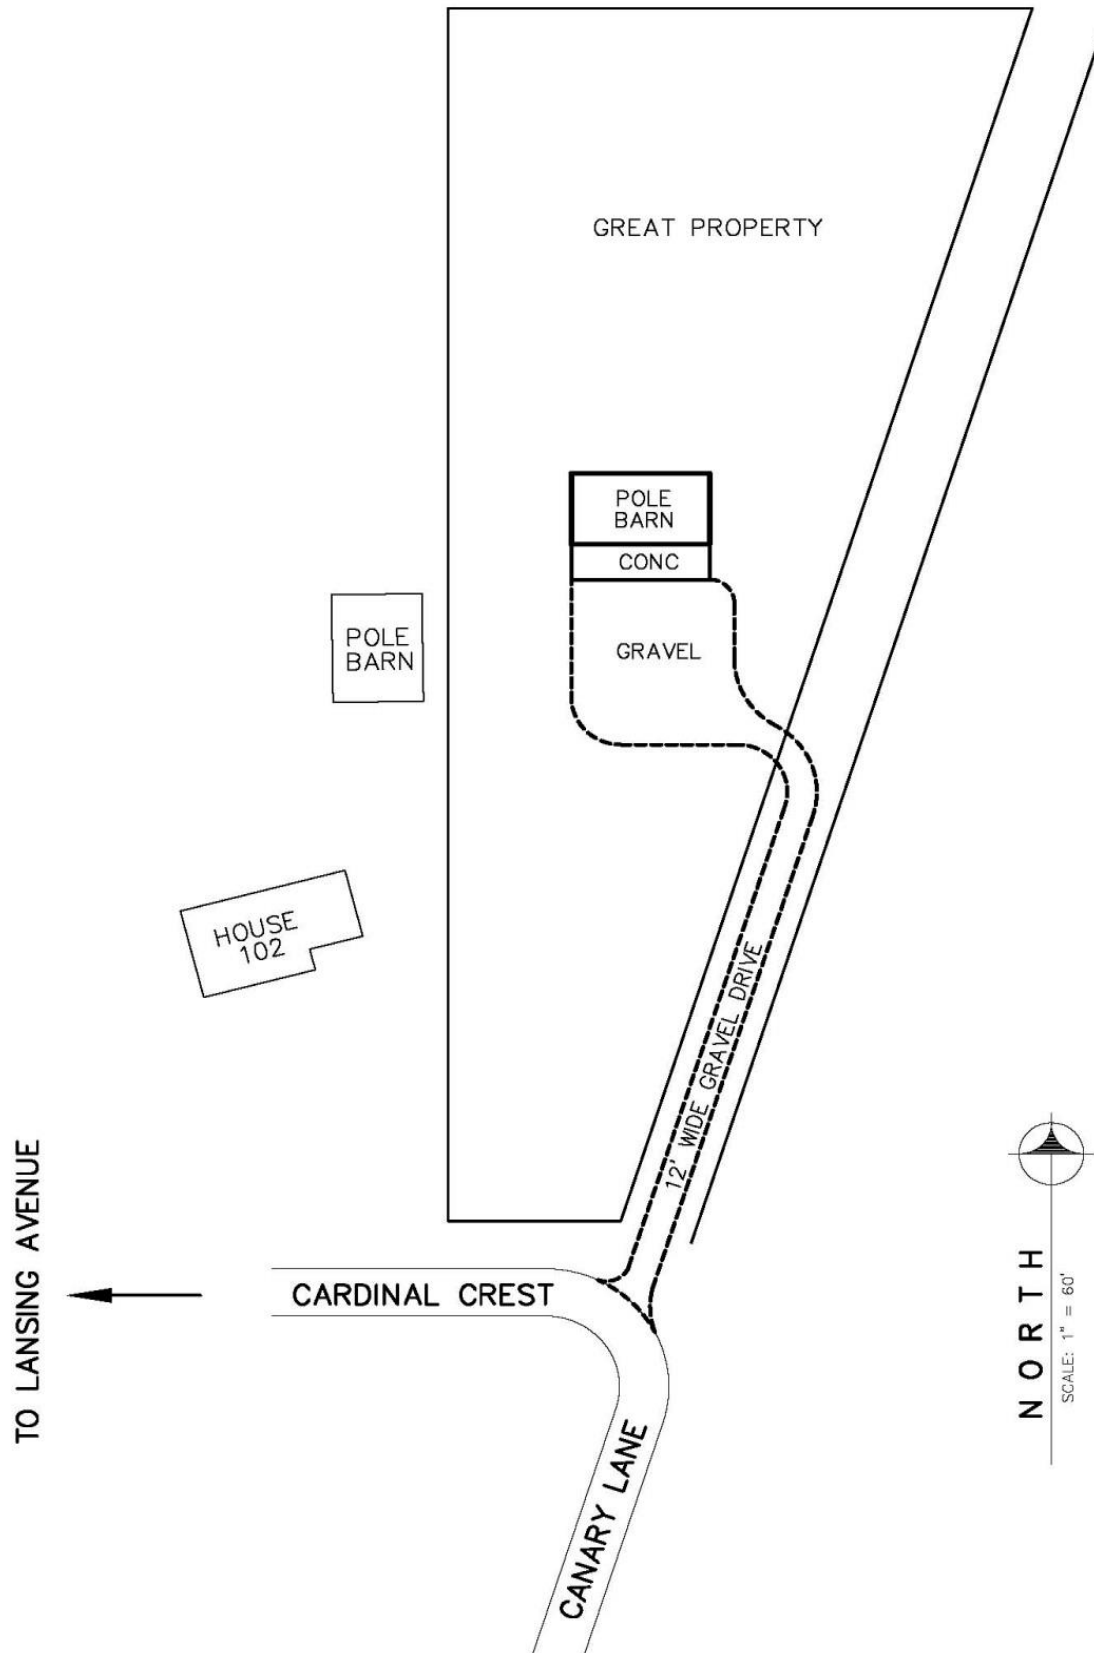 GREAT PROPERTY
POLE
BARN
CONC
GRAVEL
POLE
BARN
HOUSE
102
12' WIDE GRAVEL DRIVE
TO LANSING AVENUE
CARDINAL CREST
CANARY LANE
NORTH
SCALE: 1" = 60'